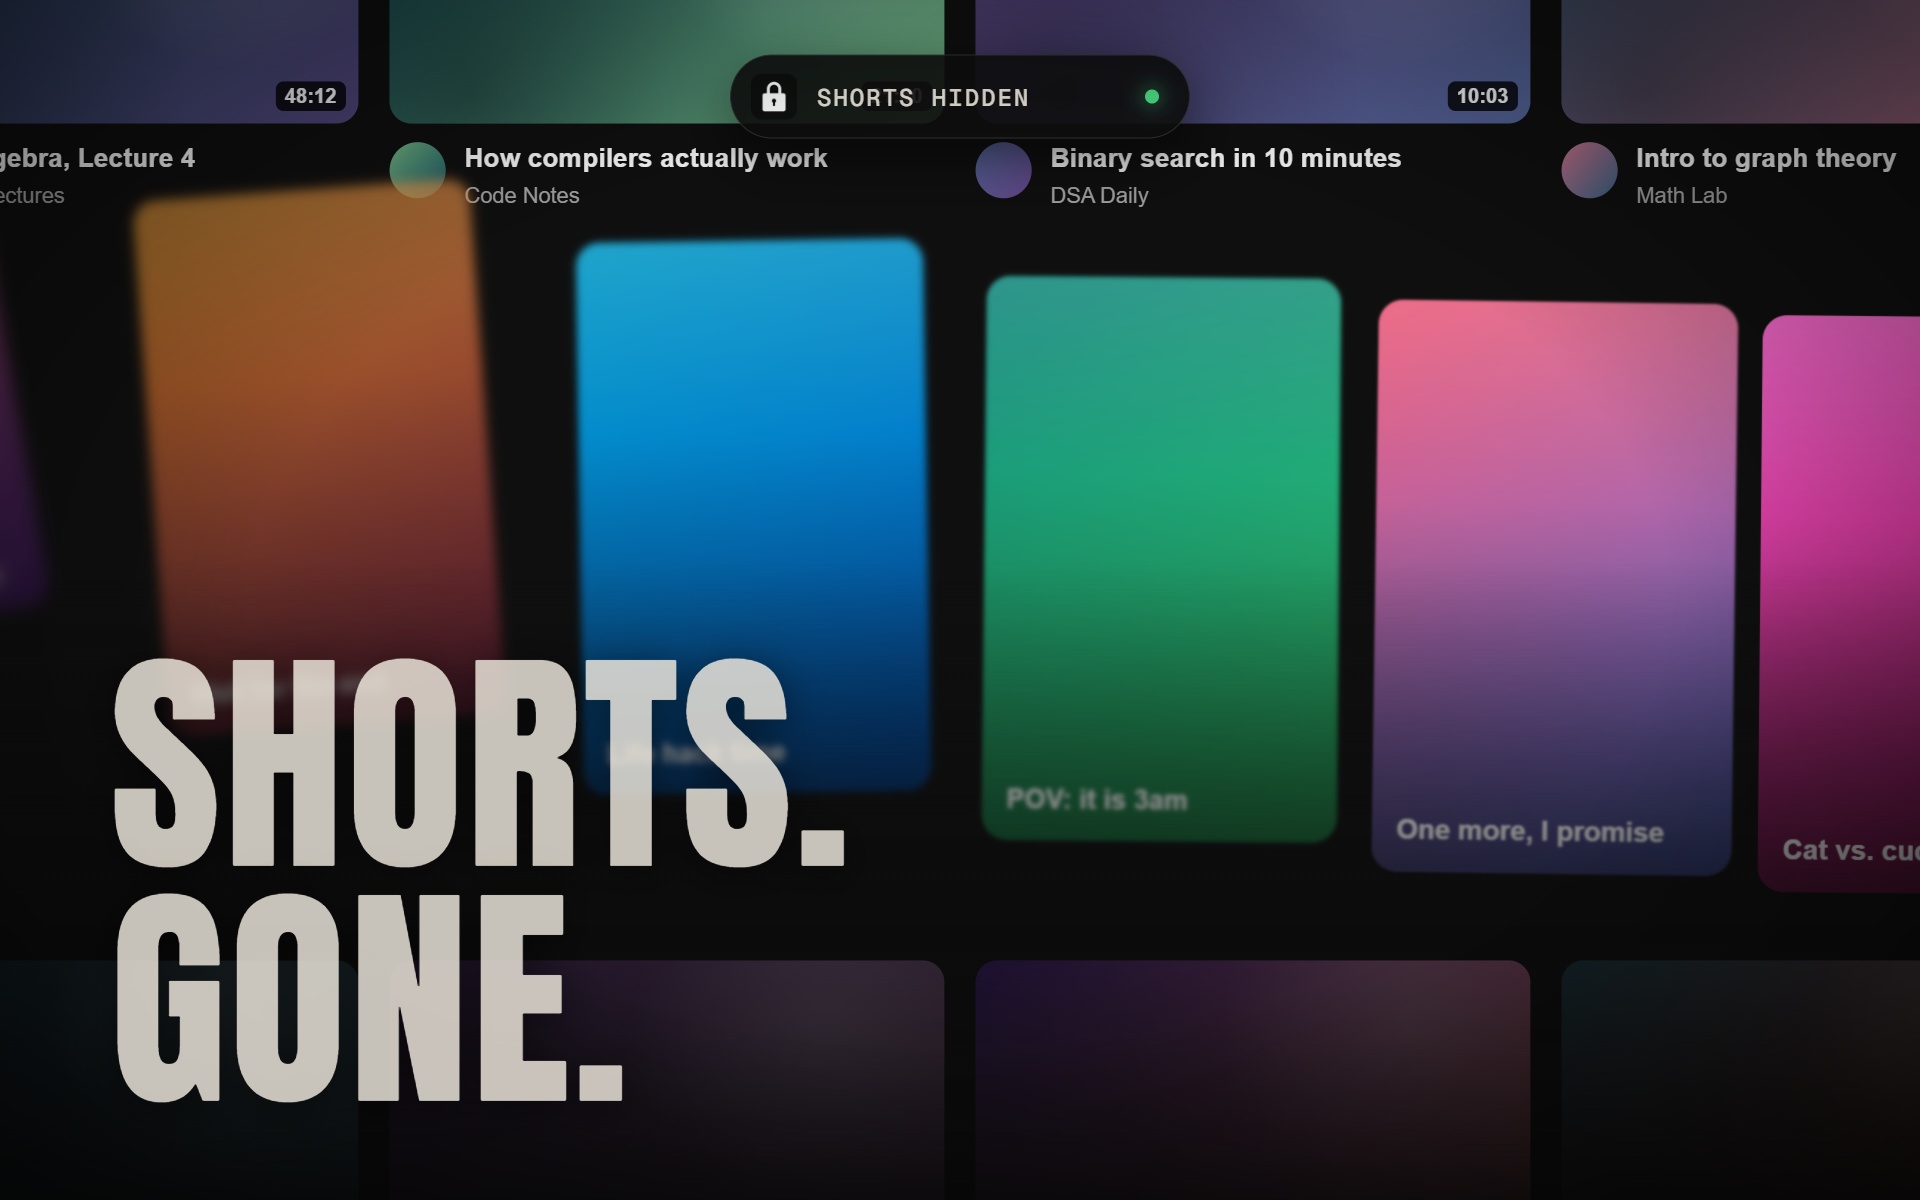 48:12
10:03
SHORTS HIDDEN
gebra, Lecture 4
ectures
How compilers actually work
Code Notes
Binary search in 10 minutes
DSA Daily
Intro to graph theory
Math Lab
Life hack
POV: it is 3am
One more, I promise
Cat vs.
SHORTS.
GONE.